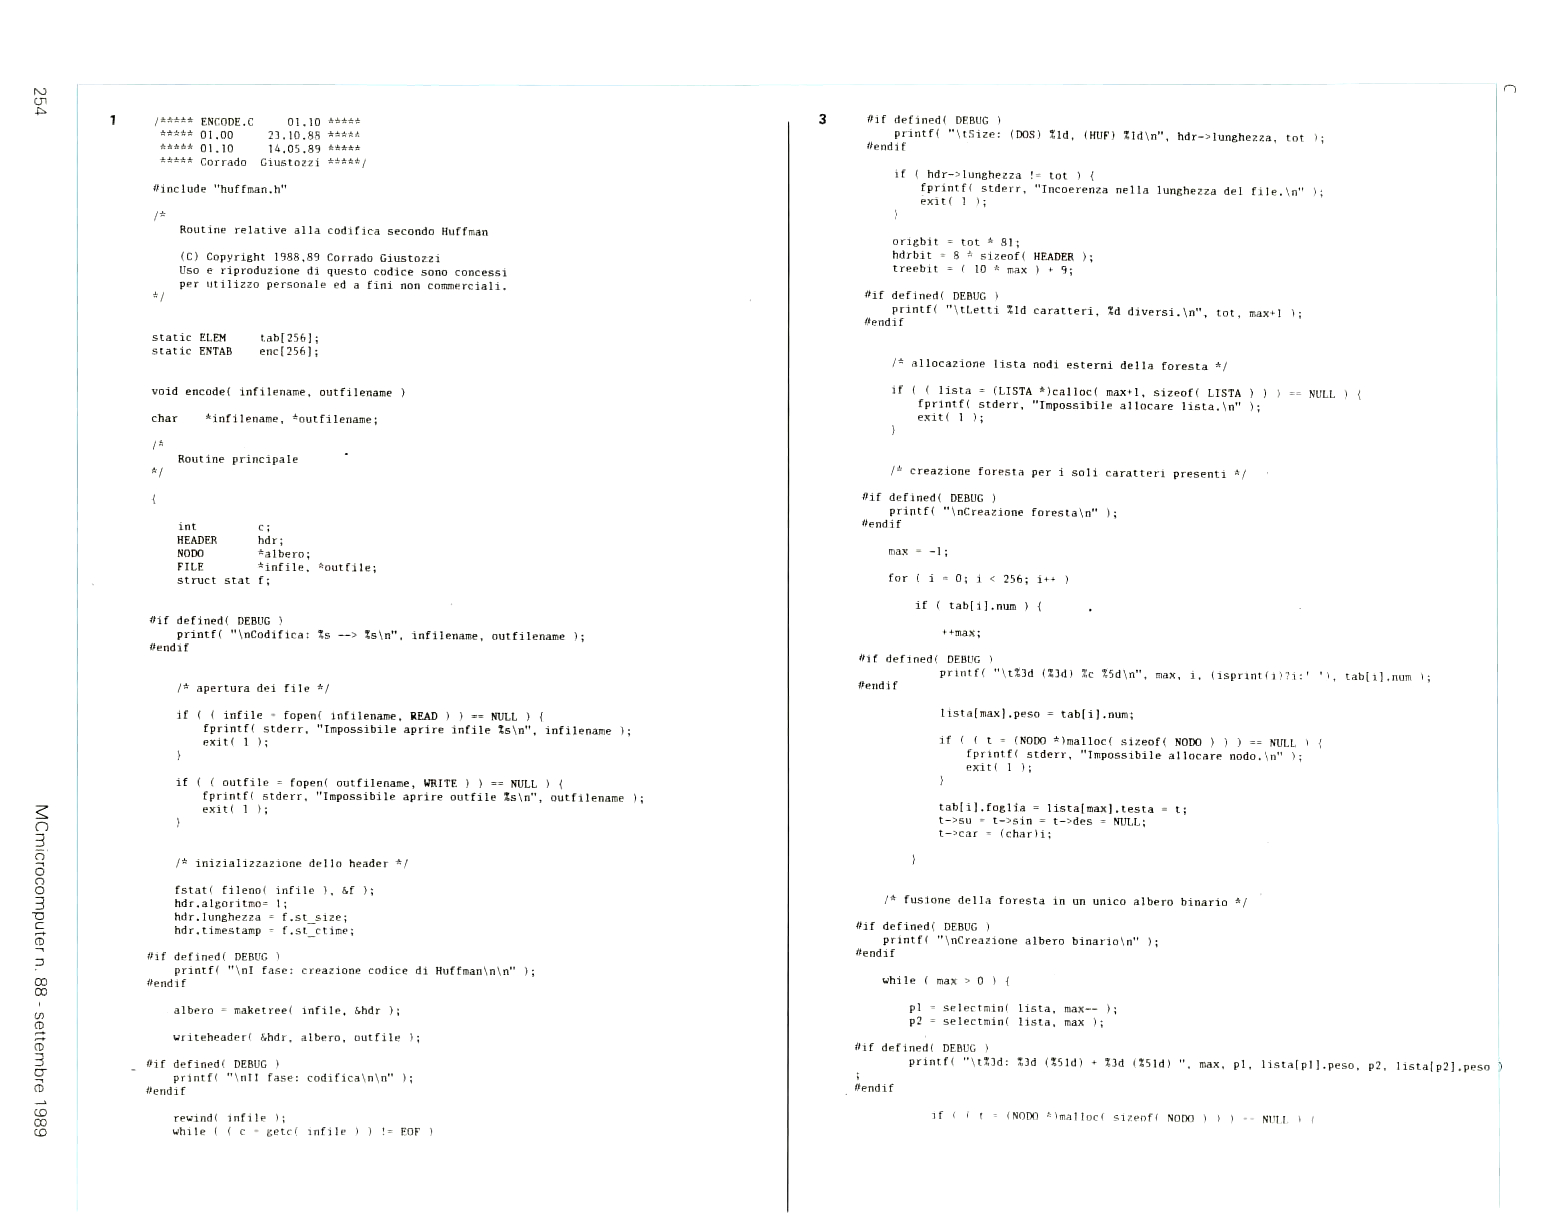 254
MCmicrocomputer n. 88 - settembre 1989
1
/***** ENCODE.C     01.10 *****
 ***** 01.00     23.10.88 *****
 ***** 01.10     14.05.89 *****
 ***** Corrado  Giustozzi *****/
#include "huffman.h"
/*
    Routine relative alla codifica secondo Huffman
    (C) Copyright 1988,89 Corrado Giustozzi
    Uso e riproduzione di questo codice sono concessi
    per utilizzo personale ed a fini non commerciali.
*/
static ELEM     tab[256];
static ENTAB    enc[256];
void encode( infilename, outfilename )
char    *infilename, *outfilename;
/*
    Routine principale
*/
{
    int         c;
    HEADER      hdr;
    NODO        *albero;
    FILE        *infile, *outfile;
    struct stat f;
#if defined( DEBUG )
    printf( "\nCodifica: %s --> %s\n", infilename, outfilename );
#endif
    /* apertura dei file */
    if ( ( infile = fopen( infilename, READ ) ) == NULL ) {
        fprintf( stderr, "Impossibile aprire infile %s\n", infilename );
        exit( 1 );
    }
    if ( ( outfile = fopen( outfilename, WRITE ) ) == NULL ) {
        fprintf( stderr, "Impossibile aprire outfile %s\n", outfilename );
        exit( 1 );
    }
    /* inizializzazione dello header */
    fstat( fileno( infile ), &f );
    hdr.algoritmo= 1;
    hdr.lunghezza = f.st_size;
    hdr.timestamp = f.st_ctime;
#if defined( DEBUG )
    printf( "\nI fase: creazione codice di Huffman\n\n" );
#endif
    albero = maketree( infile, &hdr );
    writeheader( &hdr, albero, outfile );
#if defined( DEBUG )
    printf( "\nII fase: codifica\n\n" );
#endif
    rewind( infile );
    while ( ( c = getc( infile ) ) != EOF )
3
#if defined( DEBUG )
    printf( "\tSize: (DOS) %ld, (HUF) %ld\n", hdr->lunghezza, tot );
#endif
    if ( hdr->lunghezza != tot ) {
        fprintf( stderr, "Incoerenza nella lunghezza del file.\n" );
        exit( 1 );
    }
    origbit = tot * 8l;
    hdrbit = 8 * sizeof( HEADER );
    treebit = ( 10 * max ) + 9;
#if defined( DEBUG )
    printf( "\tLetti %ld caratteri, %d diversi.\n", tot, max+1 );
#endif
    /* allocazione lista nodi esterni della foresta */
    if ( ( lista = (LISTA *)calloc( max+1, sizeof( LISTA ) ) ) == NULL ) {
        fprintf( stderr, "Impossibile allocare lista.\n" );
        exit( 1 );
    }
    /* creazione foresta per i soli caratteri presenti */
#if defined( DEBUG )
    printf( "\nCreazione foresta\n" );
#endif
    max = -1;
    for ( i = 0; i < 256; i++ )
        if ( tab[i].num ) {
            ++max;
#if defined( DEBUG )
            printf( "\t%3d (%3d) %c %5d\n", max, i, (isprint(i)?i:' '), tab[i].num );
#endif
            lista[max].peso = tab[i].num;
            if ( ( t = (NODO *)malloc( sizeof( NODO ) ) ) == NULL ) {
                fprintf( stderr, "Impossibile allocare nodo.\n" );
                exit( 1 );
            }
            tab[i].foglia = lista[max].testa = t;
            t->su = t->sin = t->des = NULL;
            t->car = (char)i;
        }
    /* fusione della foresta in un unico albero binario */
#if defined( DEBUG )
    printf( "\nCreazione albero binario\n" );
#endif
    while ( max > 0 ) {
        p1 = selectmin( lista, max-- );
        p2 = selectmin( lista, max );
#if defined( DEBUG )
        printf( "\t%3d: %3d (%5ld) + %3d (%5ld) ", max, p1, lista[p1].peso, p2, lista[p2].peso )
;
#endif
        if ( ( t = (NODO *)malloc( sizeof( NODO ) ) ) == NULL ) {